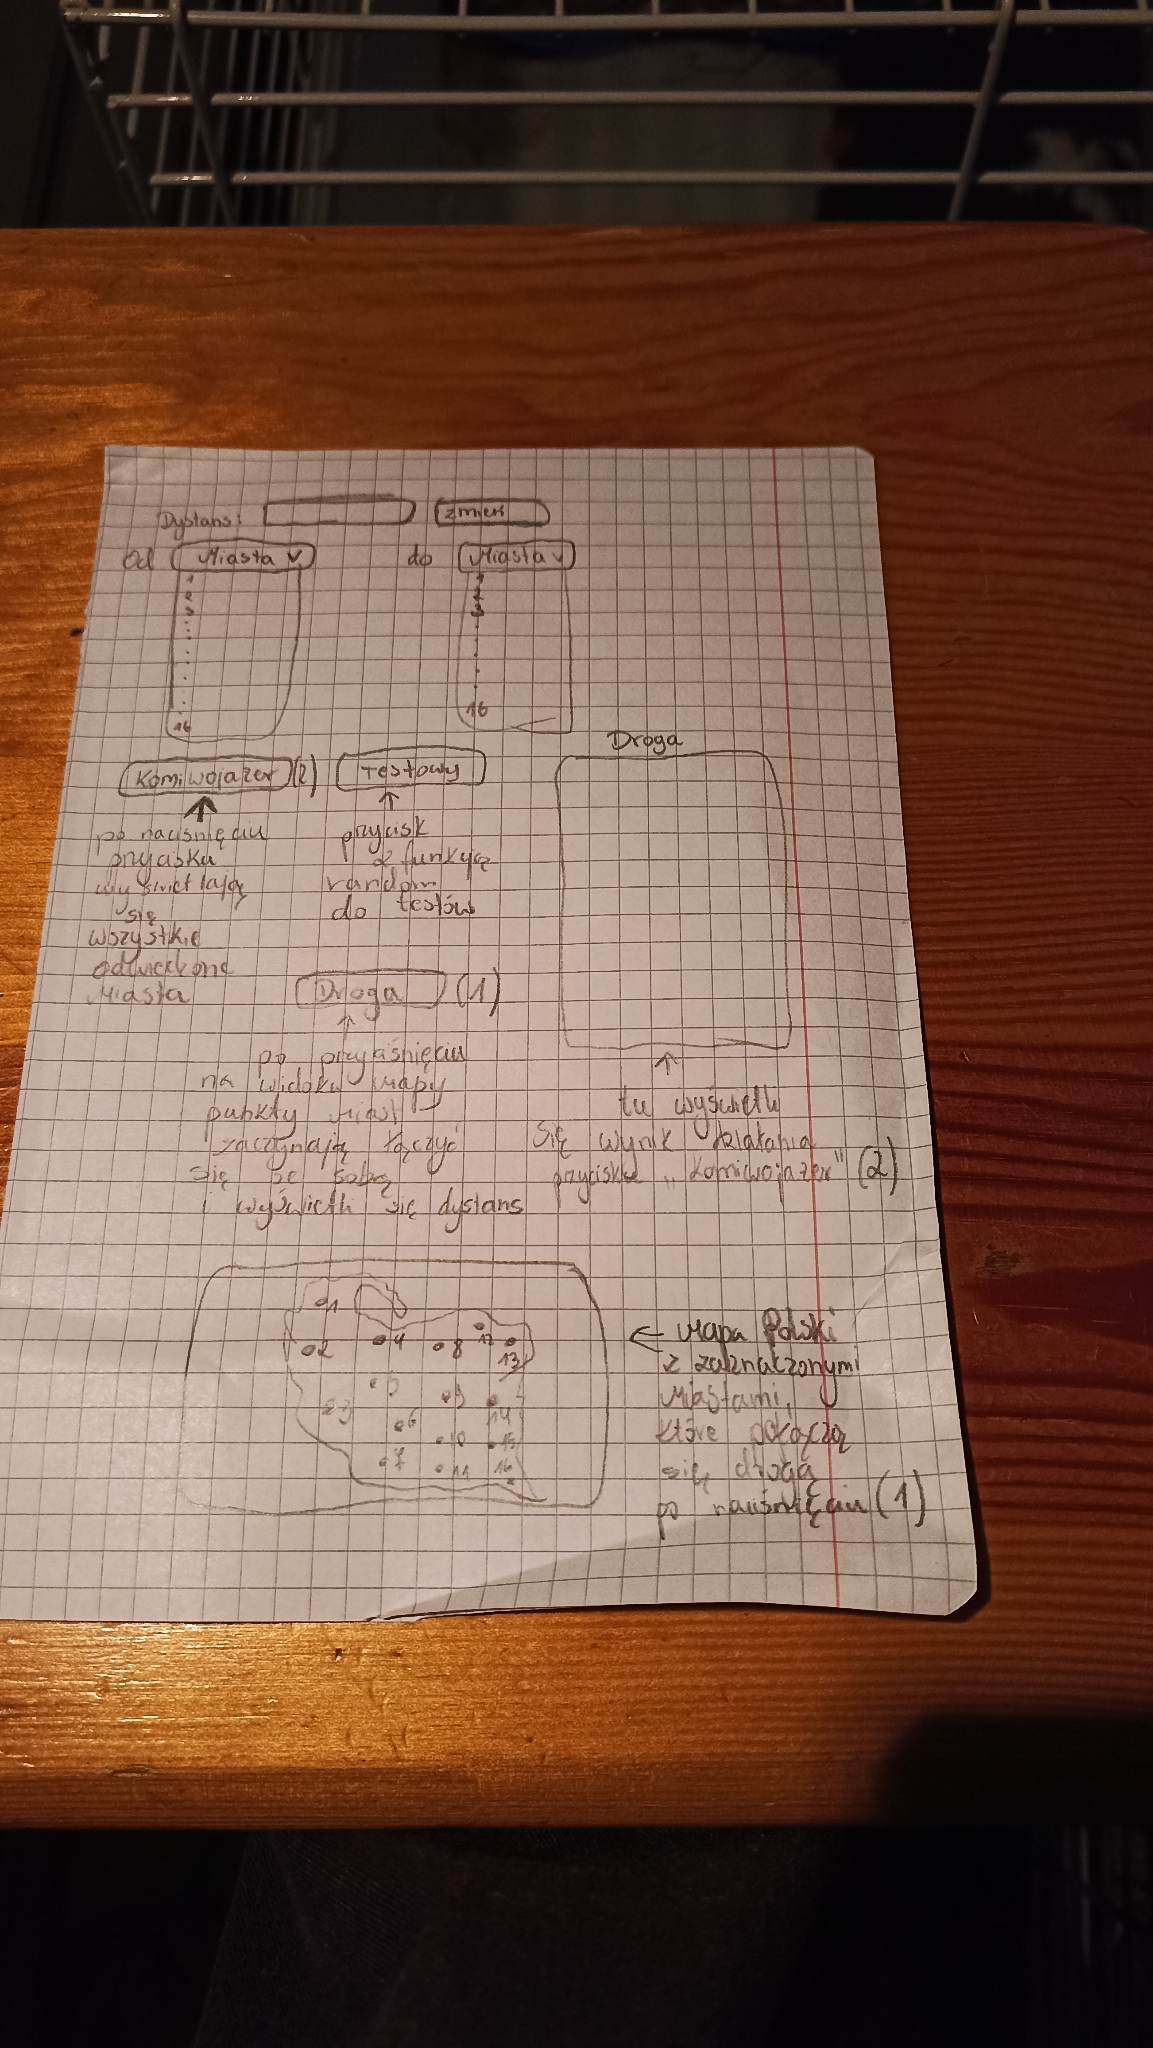 Dystans: zmień
Od Miasta v do Miasta v
1 1
2 2
3 3
16 16
Droga
Komiwojażer (2) Testowy
po naciśnięciu
przycisku
wyświetlają
się
wszystkie
odwiedzone
Miasta
przycisk
z funkcją
random
do testów
Droga (1)
po przyciśnięciu
na widoku mapy
punkty miast
zaczynają łączyć
się ze sobą
i wyświetli się dystans
tu wyświetli
się wynik działania
przycisku „Komiwojażer" (2)
1
2 4 8 12 13
3 5 9 14
6 10 15
7 11 16
← Mapa Polski
z zaznaczonymi
Miastami,
które połączą
się drogą
po naciśnięciu (1)